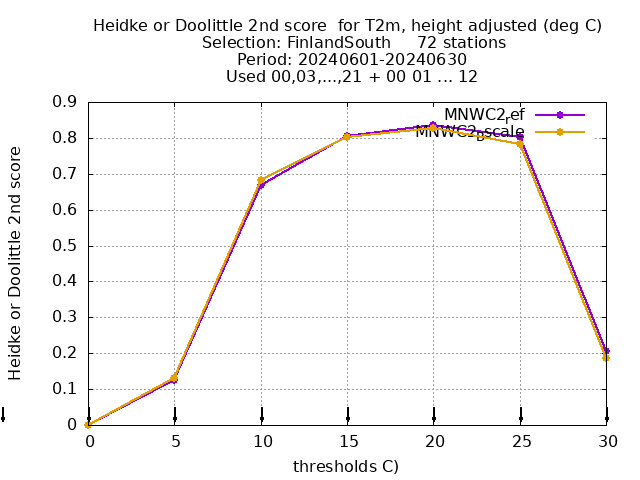 Heidke or Doolittle 2nd score  for T2m, height adjusted (deg C)
Selection: FinlandSouth     72 stations
Period: 20240601-20240630
Used 00,03,...,21 + 00 01 ... 12
MNWC2ref
MNWC2pscale
0.9
0.8
0.7
0.6
0.5
0.4
0.3
0.2
0.1
0
Heidke or Doolittle 2nd score
0 5 10 15 20 25 30
thresholds C)